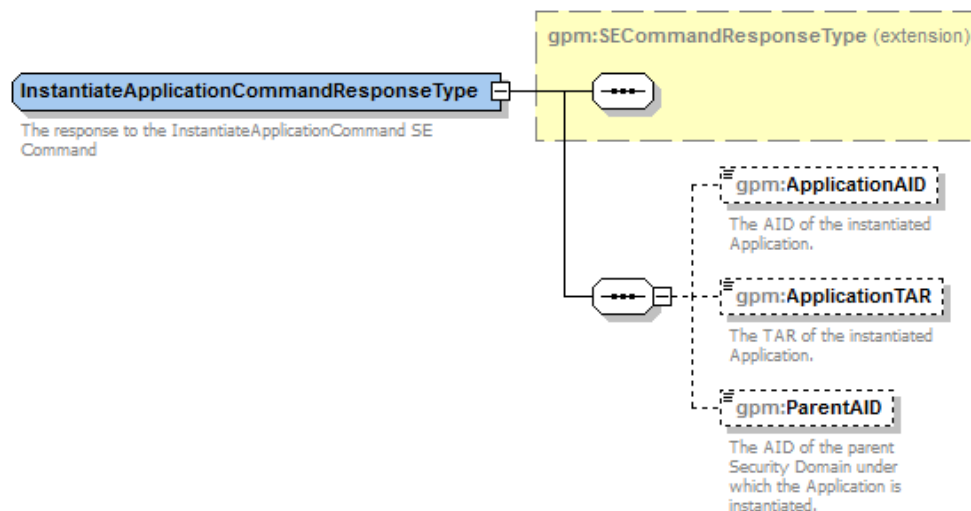 gpm:SECommandResponseType (extension)
InstantiateApplicationCommandResponseType
The response to the InstantiateApplicationCommand SE
Command
gpm:ApplicationAID
The AID of the instantiated
Application.
gpm:ApplicationTAR
The TAR of the instantiated
Application.
gpm:ParentAID
The AID of the parent
Security Domain under
which the Application is
instantiated.